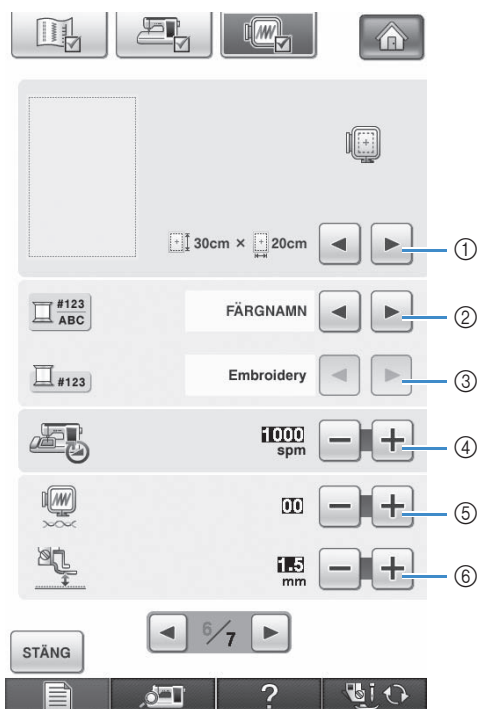 30cm × 20cm
①
#123
ABC
FÄRGNAMN
②
#123
Embroidery
③
1000
spm
④
00
⑤
1.5
mm
⑥
6/7
STÄNG
?